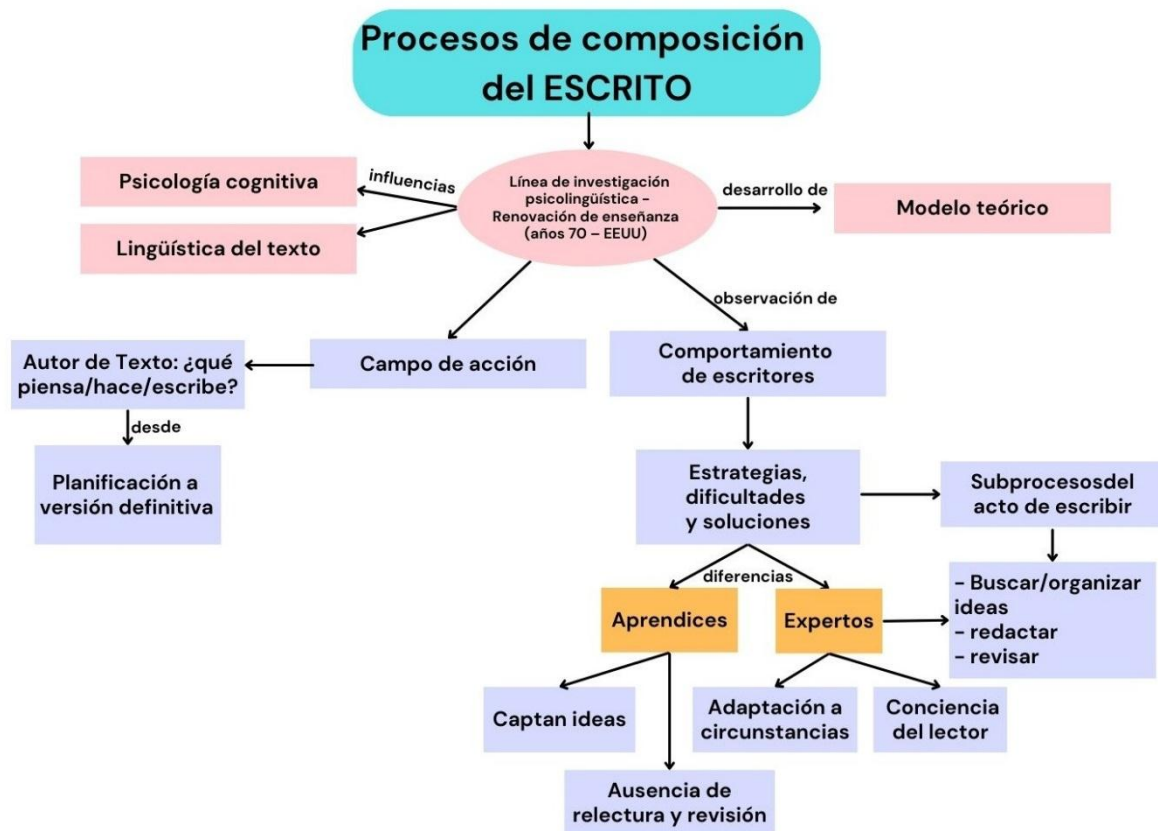 Procesos de composición
del ESCRITO
Psicología cognitiva
influencias
Línea de investigación
psicolingüística –
Renovación de enseñanza
(años 70 – EEUU)
desarrollo de
Modelo teórico
Lingüística del texto
observación de
Autor de Texto: ¿qué
piensa/hace/escribe?
Campo de acción
Comportamiento
de escritores
desde
Planificación a
versión definitiva
Estrategias,
dificultades
y soluciones
Subprocesosdel
acto de escribir
diferencias
Aprendices
Expertos
– Buscar/organizar
ideas
– redactar
– revisar
Captan ideas
Adaptación a
circunstancias
Conciencia
del lector
Ausencia de
relectura y revisión